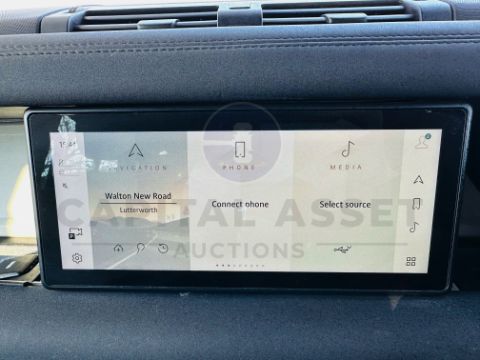 NAVIGATION
PHONE
MEDIA
Walton New Road
Lutterworth
Connect phone
Select source
CAPITAL ASSET
AUCTIONS